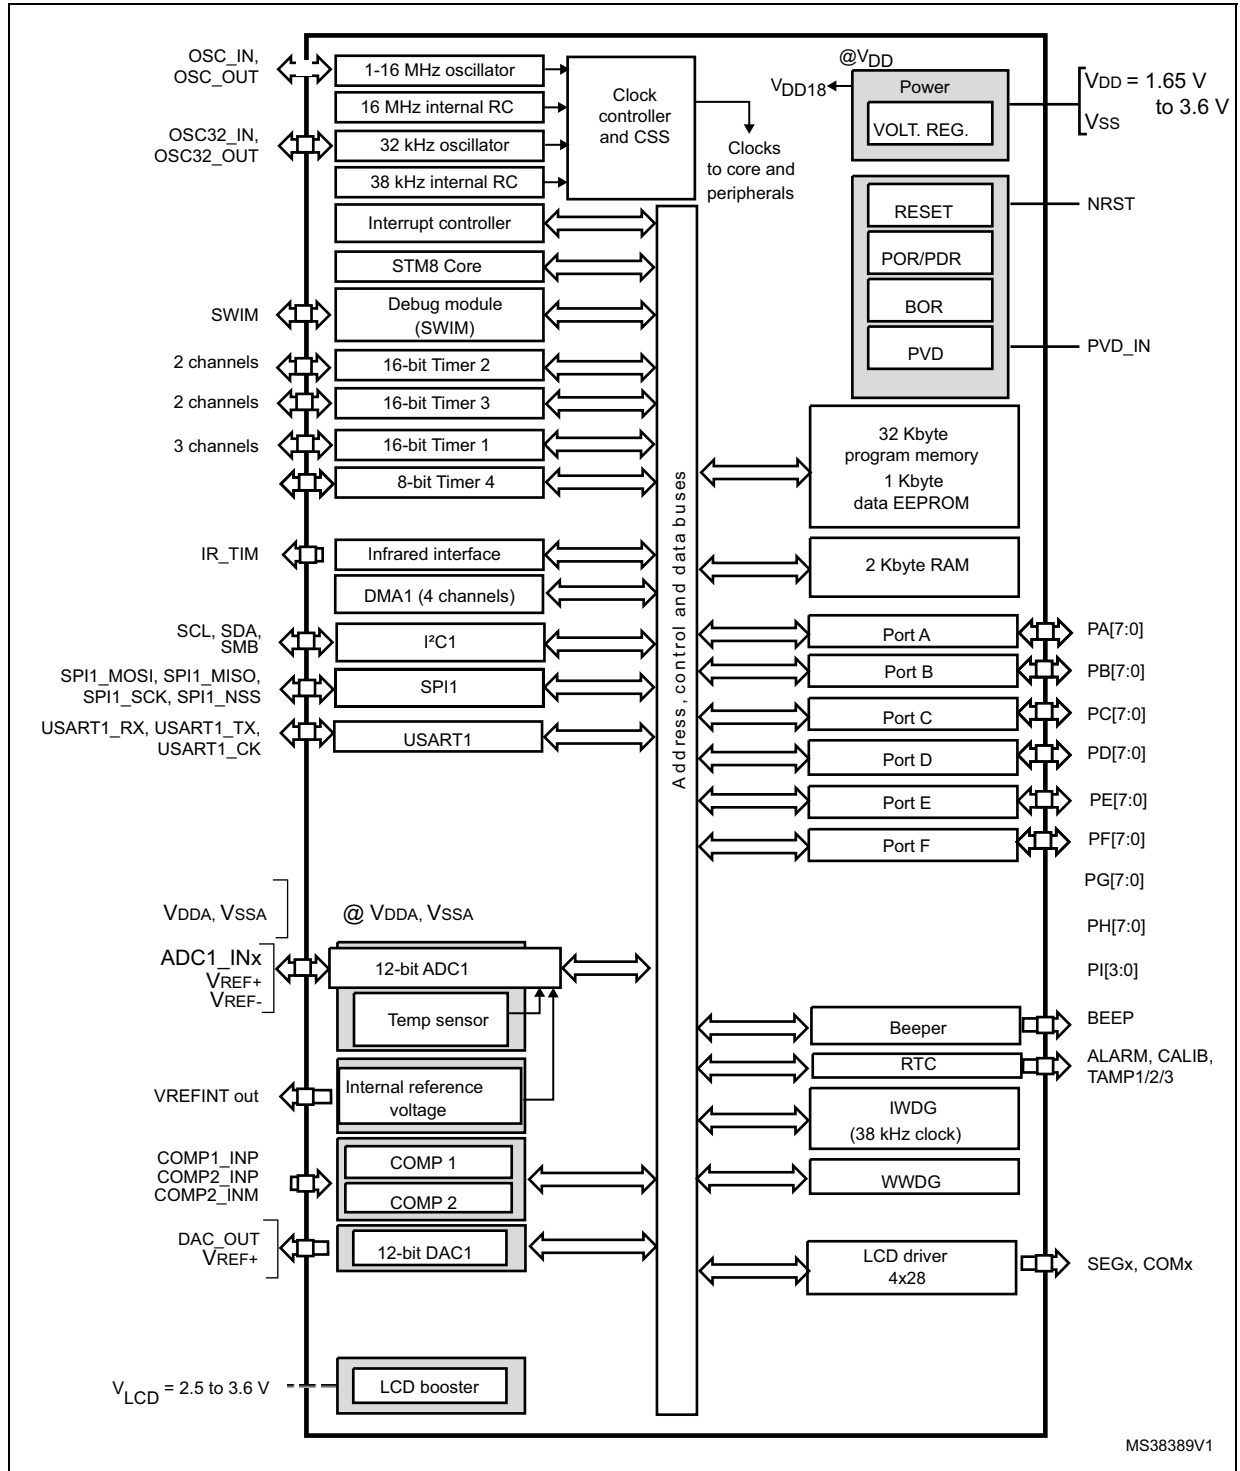 OSC_IN,
OSC_OUT
1-16 MHz oscillator
16 MHz internal RC
OSC32_IN,
OSC32_OUT
32 kHz oscillator
38 kHz internal RC
Clock
controller
and CSS
Clocks
to core and
peripherals
@VDD
VDD18
Power
VOLT. REG.
VDD = 1.65 V
to 3.6 V
VSS
RESET
POR/PDR
BOR
PVD
NRST
PVD_IN
Interrupt controller
STM8 Core
SWIM
Debug module
(SWIM)
2 channels
16-bit Timer 2
2 channels
16-bit Timer 3
3 channels
16-bit Timer 1
8-bit Timer 4
IR_TIM
Infrared interface
DMA1 (4 channels)
SCL, SDA,
SMB
I²C1
SPI1_MOSI, SPI1_MISO,
SPI1_SCK, SPI1_NSS
SPI1
USART1_RX, USART1_TX,
USART1_CK
USART1
Address, control and data buses
32 Kbyte
program memory
1 Kbyte
data EEPROM
2 Kbyte RAM
Port A
PA[7:0]
Port B
PB[7:0]
Port C
PC[7:0]
Port D
PD[7:0]
Port E
PE[7:0]
Port F
PF[7:0]
PG[7:0]
PH[7:0]
PI[3:0]
VDDA, VSSA
@ VDDA, VSSA
ADC1_INx
VREF+
VREF-
12-bit ADC1
Temp sensor
VREFINT out
Internal reference
voltage
COMP1_INP
COMP2_INP
COMP2_INM
COMP 1
COMP 2
DAC_OUT
VREF+
12-bit DAC1
Beeper
BEEP
RTC
ALARM, CALIB,
TAMP1/2/3
IWDG
(38 kHz clock)
WWDG
LCD driver
4x28
SEGx, COMx
VLCD = 2.5 to 3.6 V
LCD booster
MS38389V1